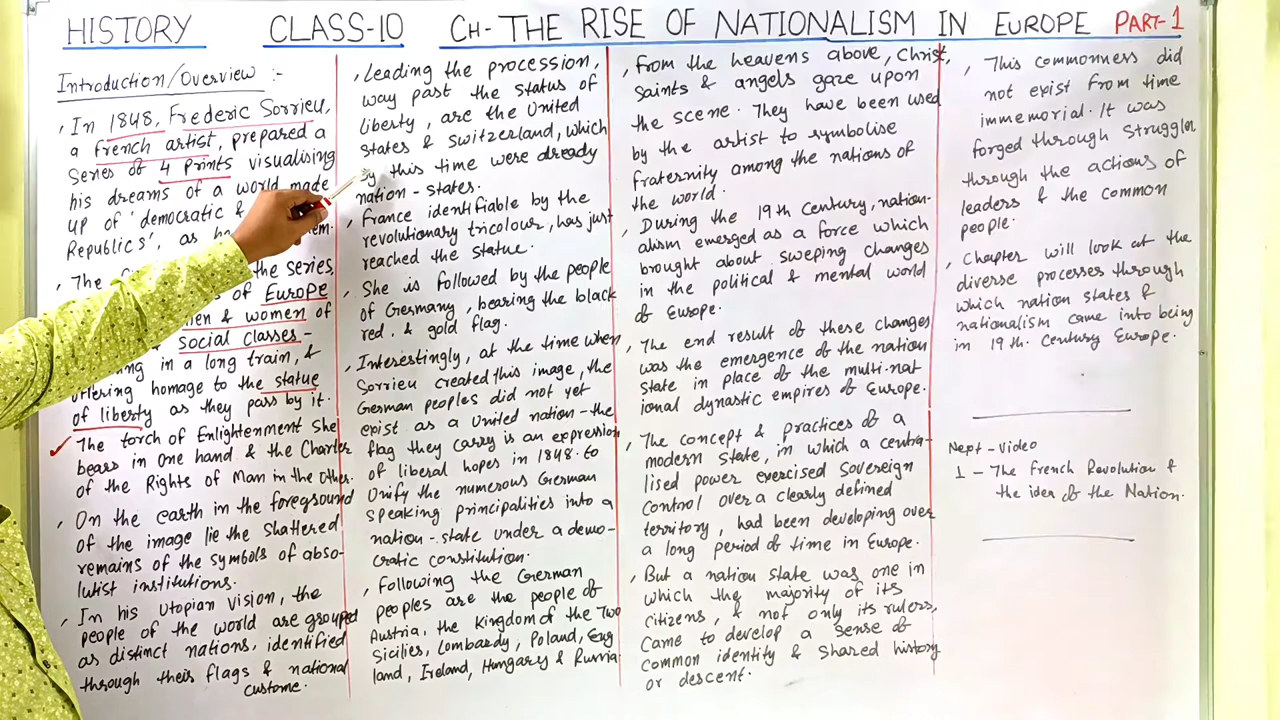 HISTORY CLASS-10 CH- THE RISE OF NATIONALISM IN EUROPE PART-1
Introduction/Overview :-
, In 1848, Frederic Sorrieu,
a french artist, prepared a
Series of 4 Prints visualising
his dreams of a world made
up of 'democratic &
Republics', as he
, The the series,
of Europe
& women of
social classes-
in a long train, &
offering homage to the statue
of liberty as they pass by it.
The torch of Enlightenment she
bears in one hand & the Charter
of the Rights of Man in the other.
, On the earth in the foreground
of the image lie the shattered
remains of the symbols of abso-
lutist institutions.
, In his Utopian vision, the
people of the world are grouped
as distinct nations, identified
through their flags & national
custome.
, Leading the procession,
way past the status of
liberty, are the United
States & Switzerland, which
by this time were already
nation-states.
, France identifiable by the
revolutionary tricolour, has just
reached the statue.
, She is followed by the people
of Germany, bearing the black
red. & gold flag.
, Interestingly, at the time when
Sorrieu created this image, the
German peoples did not yet
exist as a United nation-the
flag they carry is an expression
of liberal hopes in 1848. to
Unify the numerous German
speaking principalities into a
nation-state under a demo-
cratic constitution.
, Following the German
peoples are the people of
Austria, the Kingdom of the Two
Sicilies, Lombardy, Poland, Eng
land, Ireland, Hungary & Russia
, From the heavens above, Christ,
saints & angels gaze upon
the scene. They have been used
by the artist to symbolise
fraternity among the nations of
the world.
, During the 19th Century, nation-
alism emerged as a force which
brought about sweeping changes
in the political & mental world
of Europe.
, The end result of these changes
was the emergence of the nation
state in place of the multi-nat
ional dynastic empires of Europe.
, The concept & practices of a
modern state, in which a centra-
lised power exercised sovereign
control over a clearly defined
territory, had been developing over
a long period of time in Europe.
, But a nation state was one in
which the majority of its
citizens, & not only its rulers,
came to develop a sense of
common identity & shared history
or descent.
, This commonness did
not exist from time
immemorial. It was
forged through struggles
through the actions of
leaders & the common
people.
, Chapter will look at the
diverse processes through
which nation states &
nationalism came into being
in 19th. Century Europe.
Next-Video
1 - The French Revolution &
the idea of the Nation.